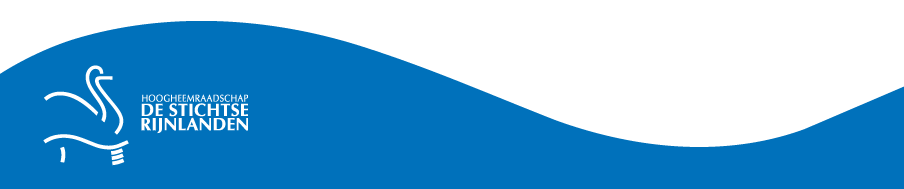 HOOGHEEMRAADSCHAP
DE STICHTSE
RIJNLANDEN